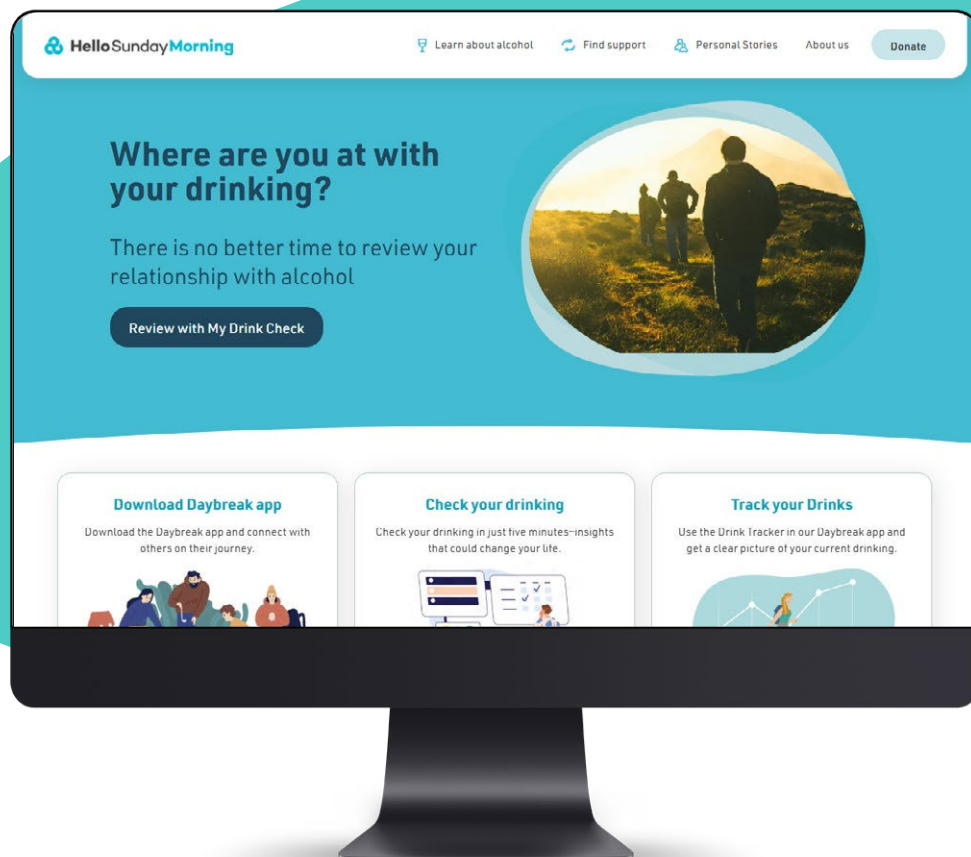 HelloSundayMorning
Learn about alcohol
Find support
Personal Stories
About us
Donate
Where are you at with
your drinking?
There is no better time to review your
relationship with alcohol
Review with My Drink Check
Download Daybreak app
Download the Daybreak app and connect with
others on their journey.
Check your drinking
Check your drinking in just five minutes—insights
that could change your life.
Track your Drinks
Use the Drink Tracker in our Daybreak app and
get a clear picture of your current drinking.